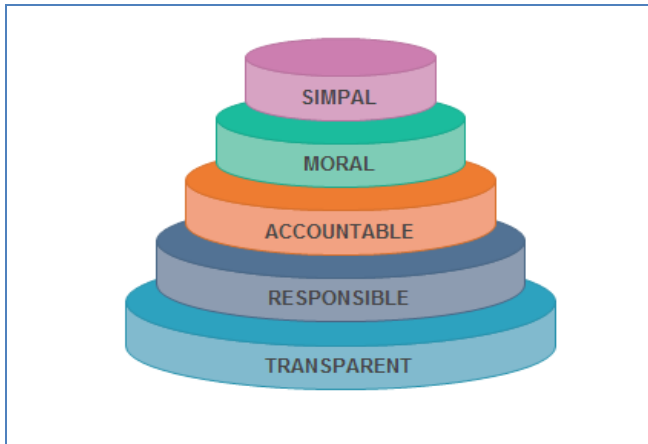 SIMPAL
MORAL
ACCOUNTABLE
RESPONSIBLE
TRANSPARENT